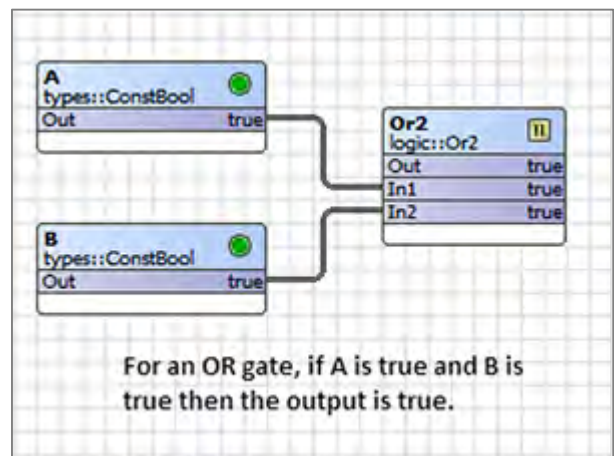 A
types::ConstBool
Out true
Or2
logic::Or2
Out true
In1 true
In2 true
B
types::ConstBool
Out true
For an OR gate, if A is true and B is
true then the output is true.